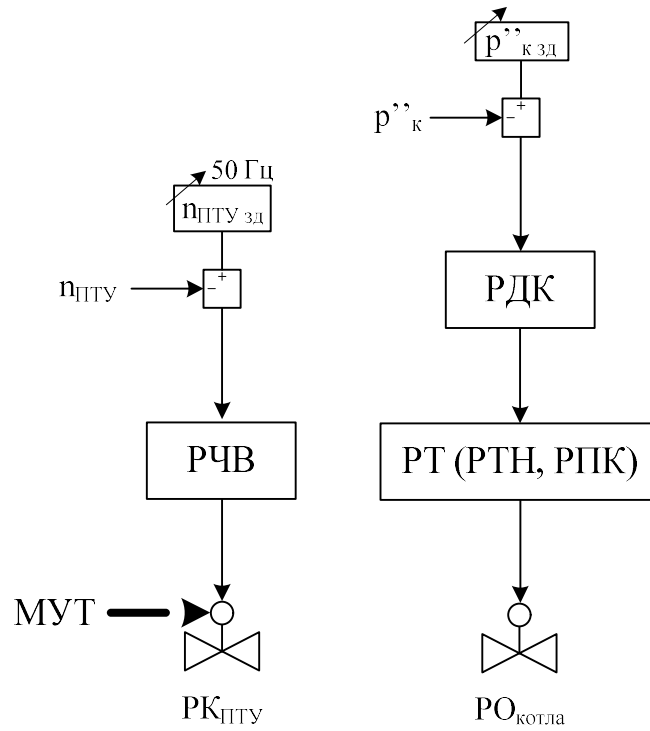 50 Гц
nПТУ зд
- +
nПТУ
РЧВ
МУТ
РКПТУ
p’’к зд
- +
p’’к
РДК
РТ (РТН, РПК)
РОкотла